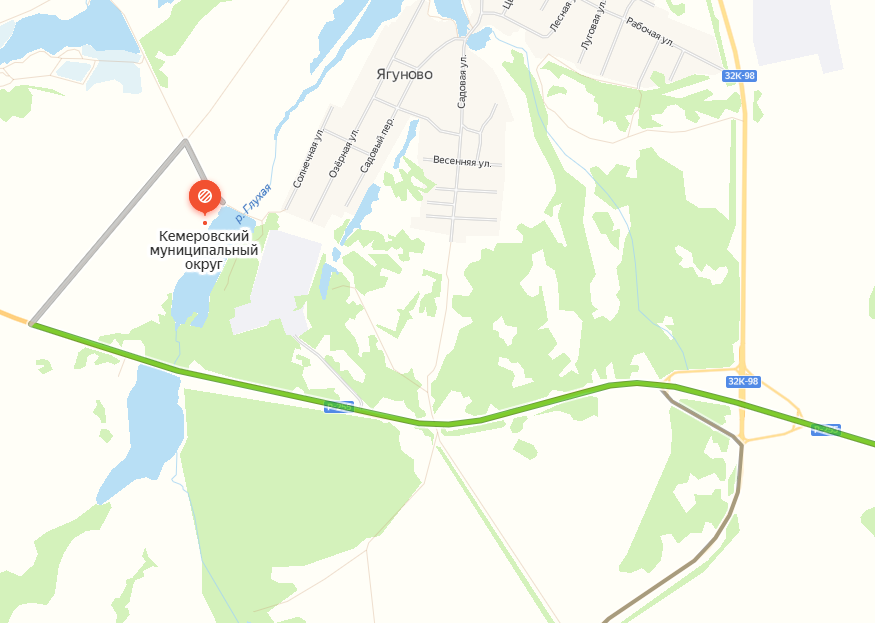 Лесная
Луговая ул.
Рабочая ул.
32К-98
Ягуново
Садовая ул.
Солнечная ул.
Озёрная ул.
Садовый пер.
Весенняя ул.
р. Глухая
Кемеровский
муниципальный
округ
32К-98